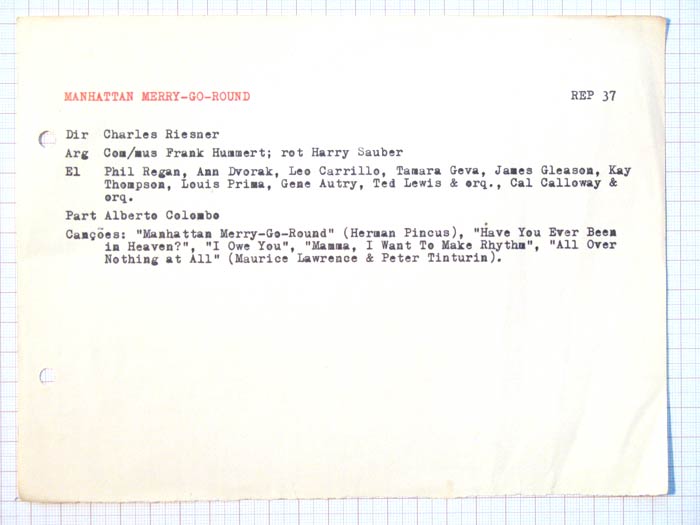 MANHATTAN MERRY-GO-ROUND REP 37
Dir Charles Riesner
Arg Com/mus Frank Hummert; rot Harry Sauber
El Phil Regan, Ann Dvorak, Leo Carrillo, Tamara Geva, James Gleason, Kay
Thompson, Louis Prima, Gene Autry, Ted Lewis & orq., Cal Calloway &
orq.
Part Alberto Colombo
Canções: "Manhattan Merry-Go-Round" (Herman Pincus), "Have You Ever Been
in Heaven?", "I Owe You", "Mamma, I Want To Make Rhythm", "All Over
Nothing at All" (Maurice Lawrence & Peter Tinturin).